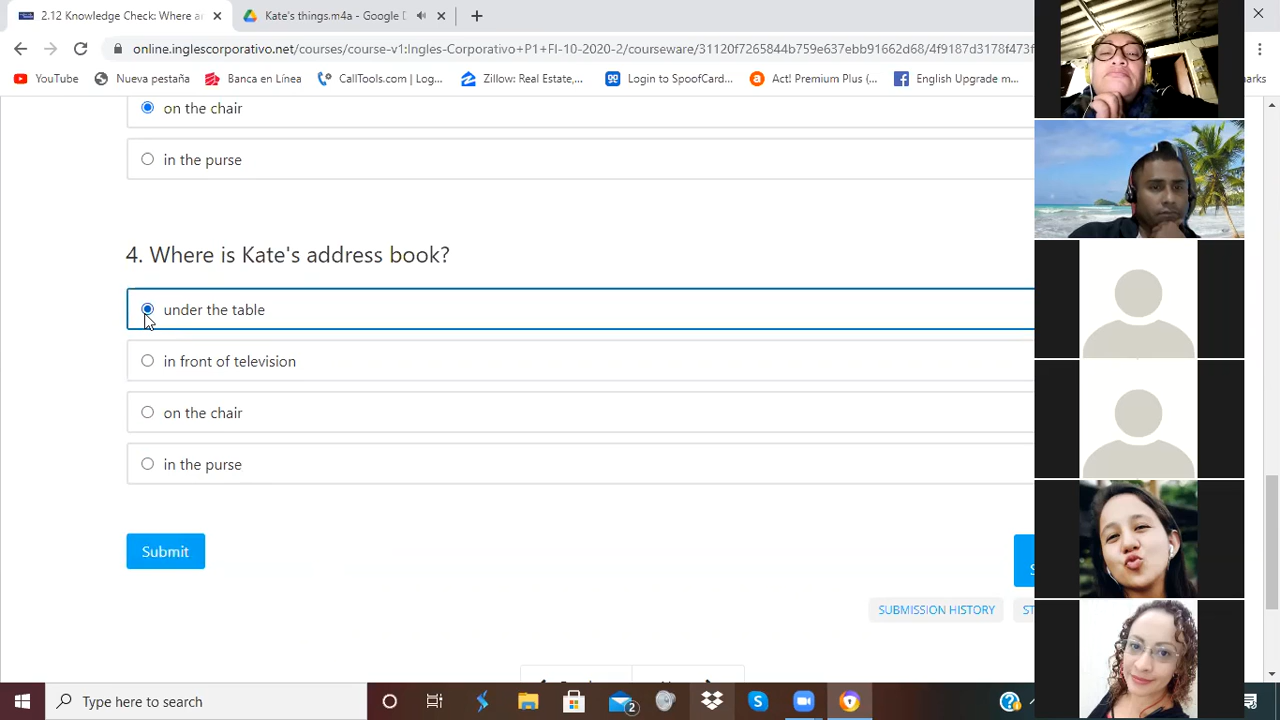 2.12 Knowledge Check: Where a
Kate's things.m4a - Google
online.inglescorporativo.net/courses/course-v1:Ingles-Corporativo+P1+FI-10-2020-2/courseware/31120f7265844b759e637ebb91662d68/4f9187d3178f473f
YouTube
Nueva pestaña
Banca en Línea
CallTools | Log...
Zillow: Real Estate,...
Login to SpoofCard...
Act! Premium Plus (...
English Upgrade m...
arks
on the chair
in the purse
4. Where is Kate's address book?
under the table
in front of television
on the chair
in the purse
Submit
SUBMISSION HISTORY
ST
Type here to search
2